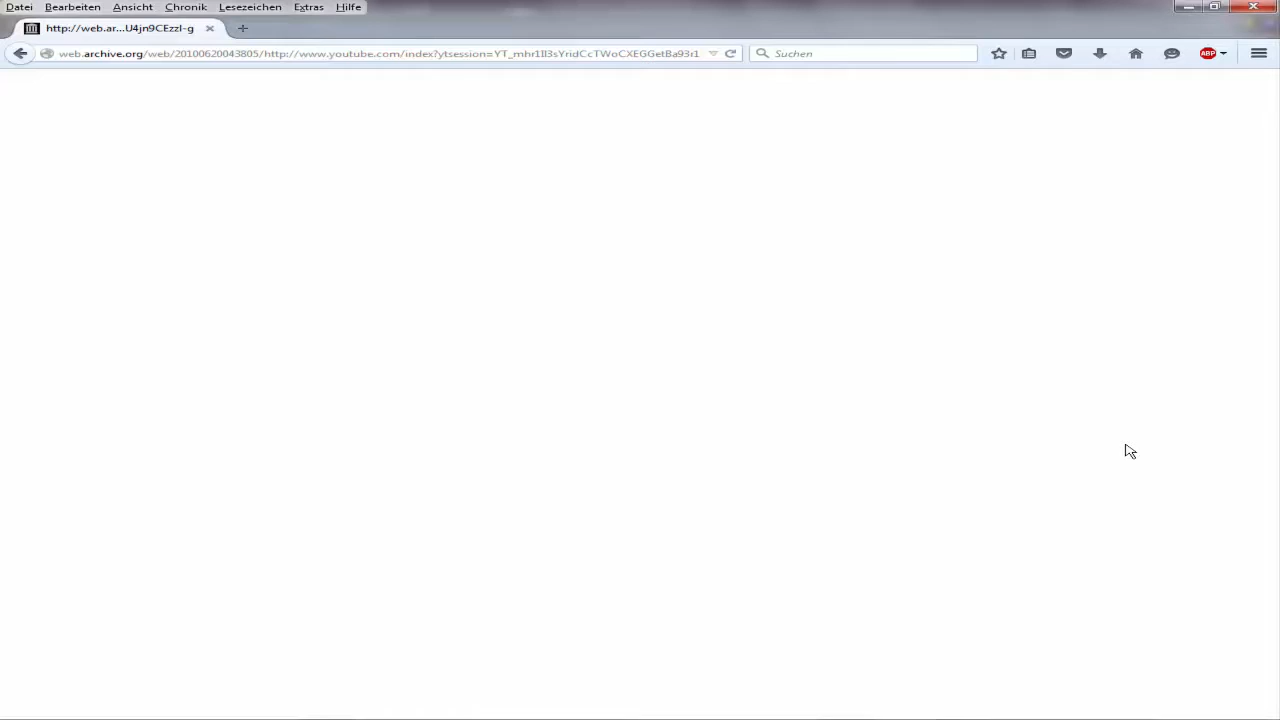 Datei Bearbeiten Ansicht Chronik Lesezeichen Extras Hilfe
http://web.ar...U4jn9CEzzI-g
web.archive.org/web/20100620043805/http://www.youtube.com/index?ytsession=YT_mhr1Il3sYridCcTWoCXEGGetBa93r1
Suchen
ABP